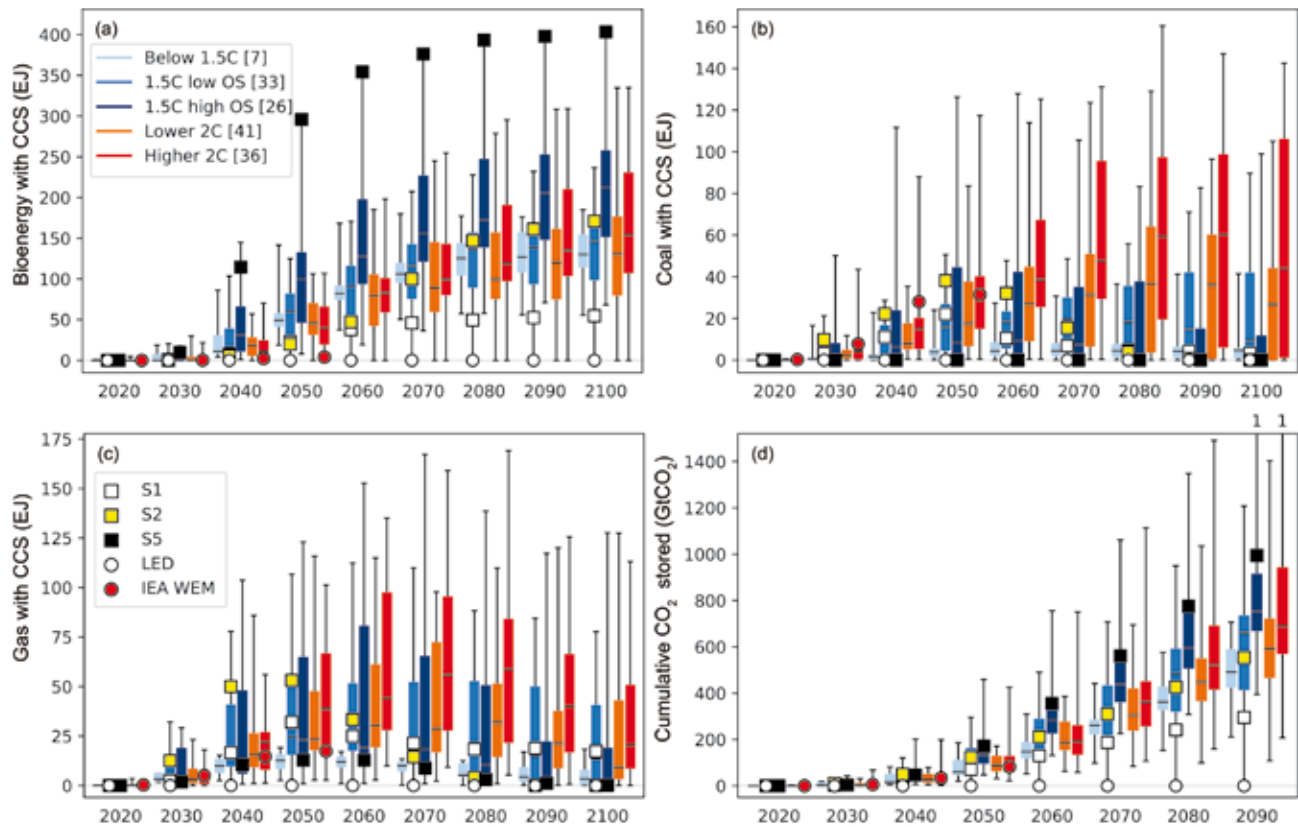 (a)
Bioenergy with CCS (EJ)
400
350
300
250
200
150
100
50
0
Below 1.5C [7]
1.5C low OS [33]
1.5C high OS [26]
Lower 2C [41]
Higher 2C [36]
2020 2030 2040 2050 2060 2070 2080 2090 2100
(b)
Coal with CCS (EJ)
160
140
120
100
80
60
40
20
0
2020 2030 2040 2050 2060 2070 2080 2090 2100
(c)
Gas with CCS (EJ)
175
150
125
100
75
50
25
0
S1
S2
S5
LED
IEA WEM
2020 2030 2040 2050 2060 2070 2080 2090 2100
1 1
(d)
Cumulative CO₂ stored (GtCO₂)
1400
1200
1000
800
600
400
200
0
2020 2030 2040 2050 2060 2070 2080 2090